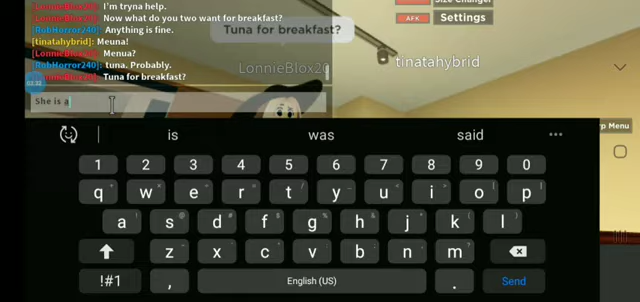 I'm tryna help.
Now what do you two want for breakfast?
[RobHorror240]: Anything is fine.
[tinatahybrid]: Meuna!
Menua?
[RobHorror240]: tuna. Probably.
Tuna for breakfast?
She is a
AFK
Settings
Tuna for breakfast?
LonnieBlox20
tinatahybrid
rp Menu
is was said
1 2 3 4 5 6 7 8 9 0
q w e r t y u i o p
a s d f g h j k l
z x c v b n m
!#1 , English (US) . Send